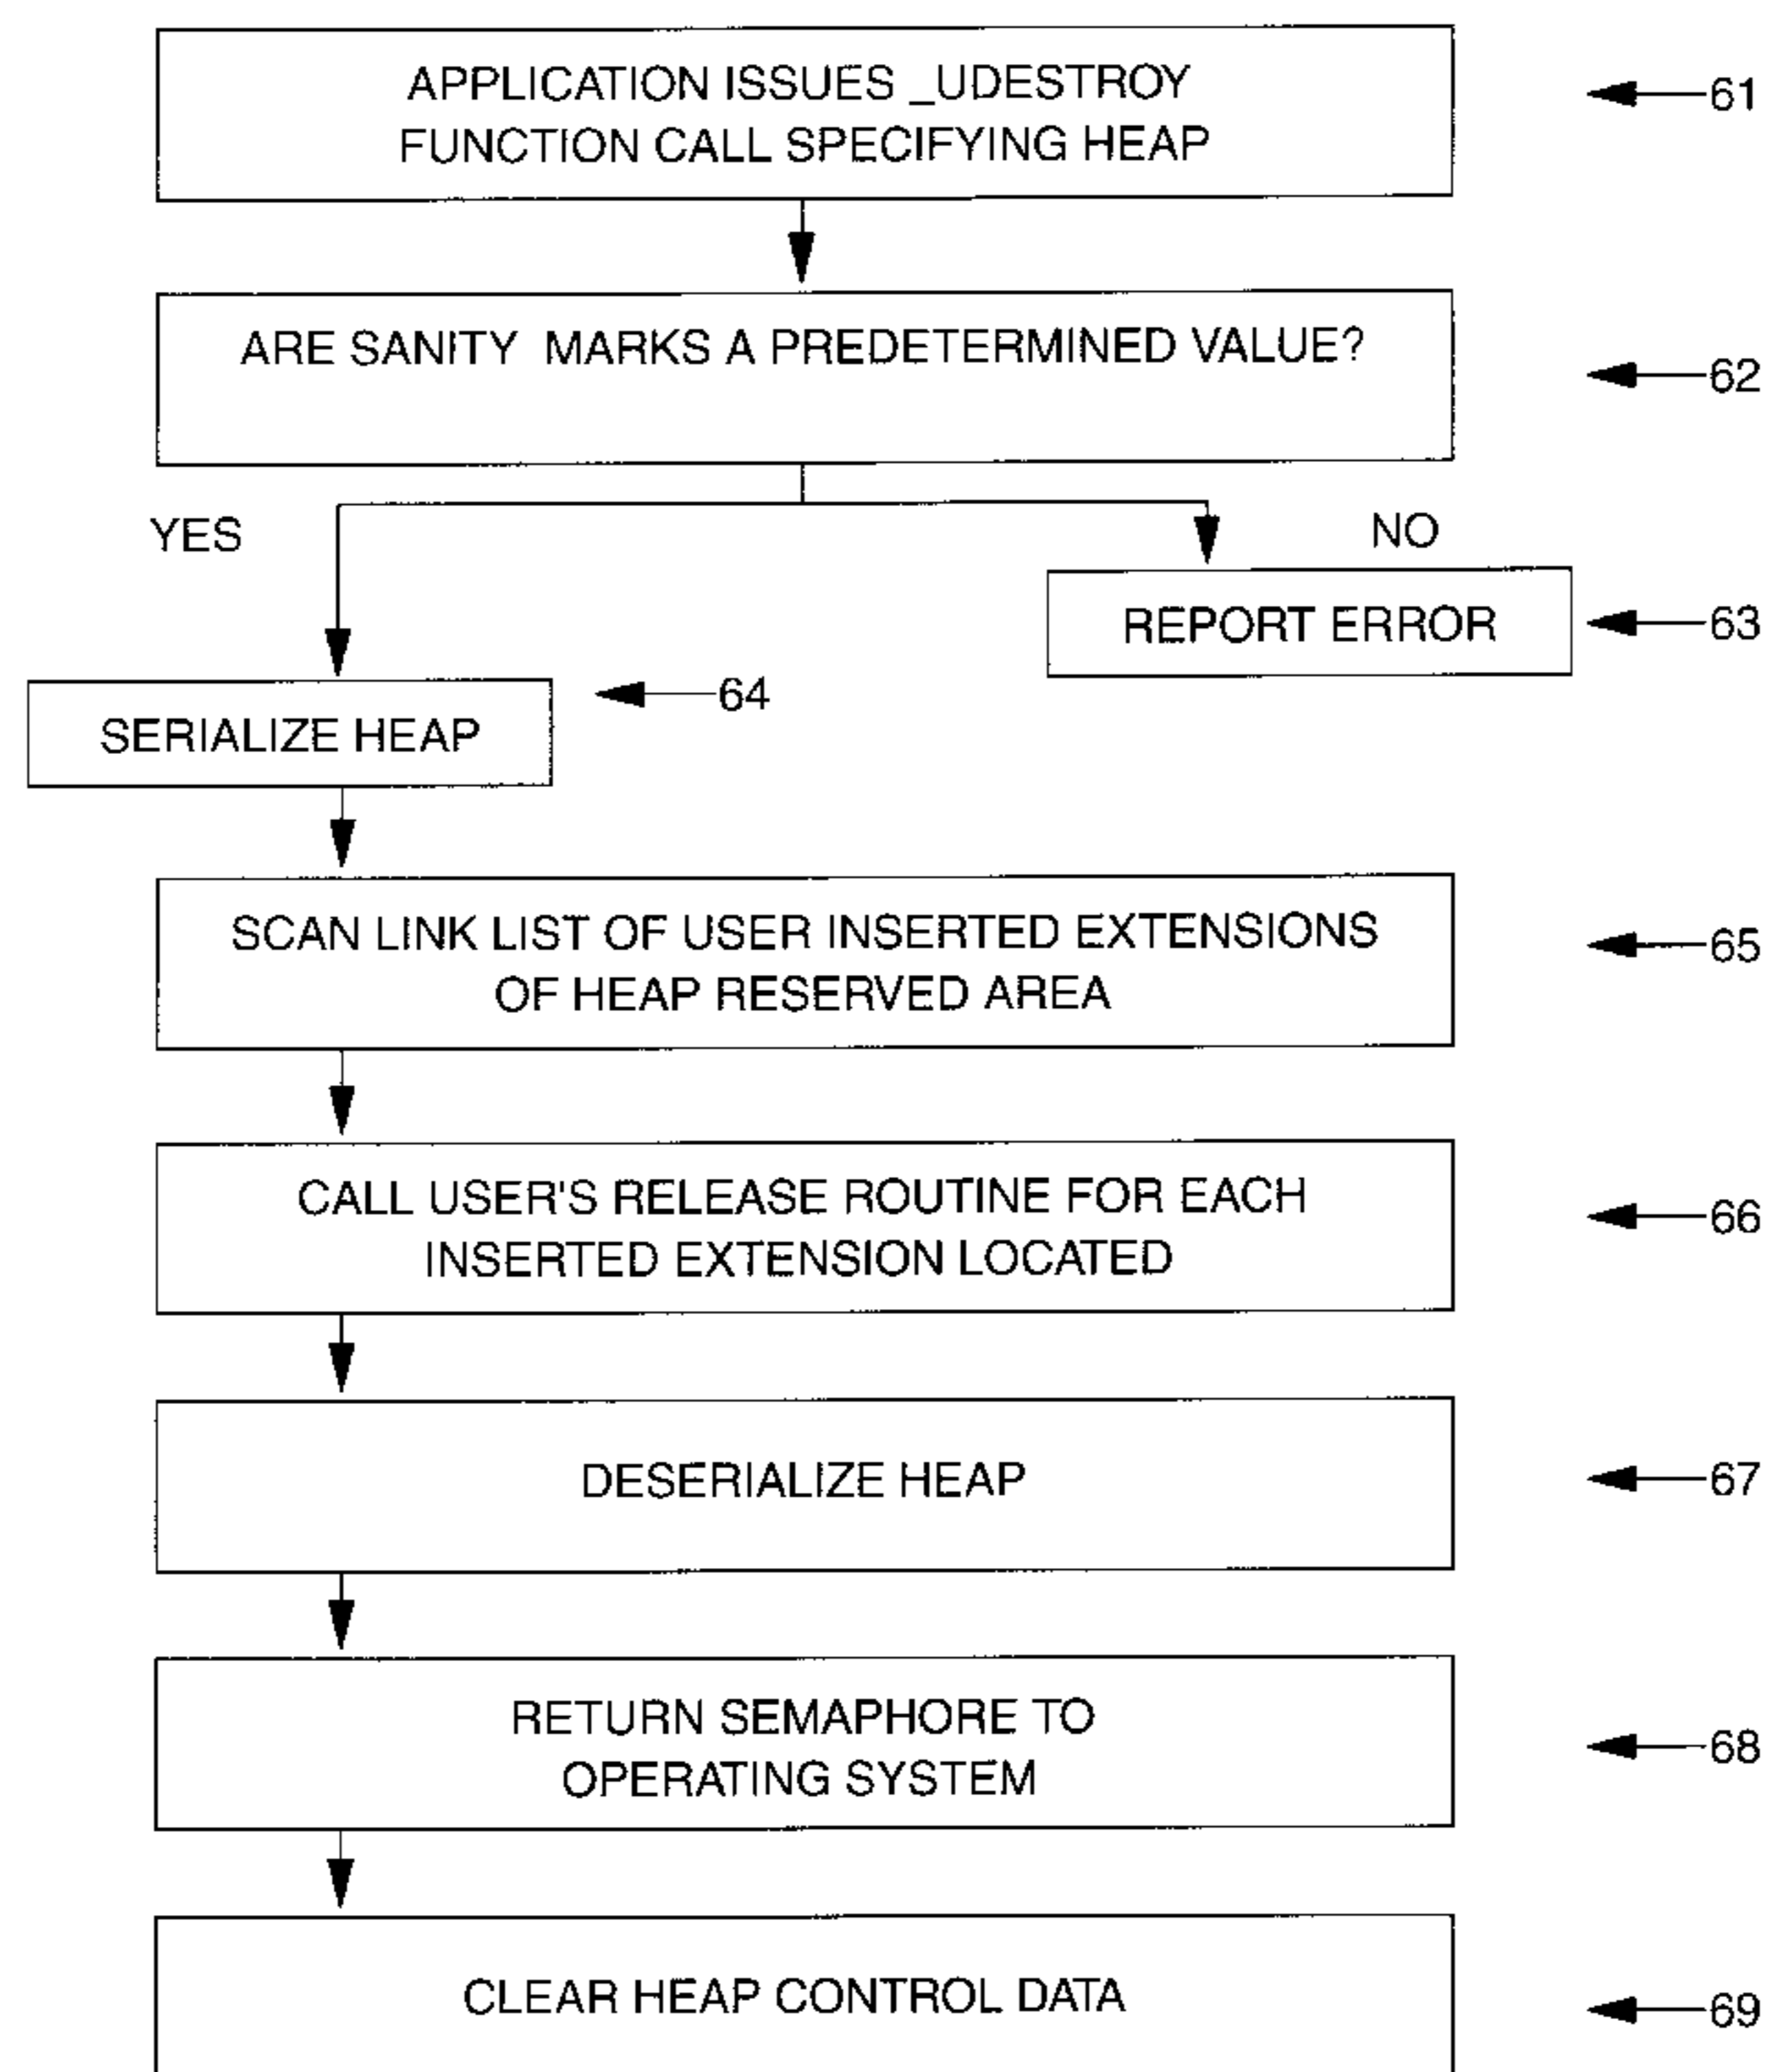 APPLICATION ISSUES _UDESTROY
FUNCTION CALL SPECIFYING HEAP
61
ARE SANITY MARKS A PREDETERMINED VALUE?
62
YES
NO
REPORT ERROR
63
64
SERIALIZE HEAP
SCAN LINK LIST OF USER INSERTED EXTENSIONS
OF HEAP RESERVED AREA
65
CALL USER'S RELEASE ROUTINE FOR EACH
INSERTED EXTENSION LOCATED
66
DESERIALIZE HEAP
67
RETURN SEMAPHORE TO
OPERATING SYSTEM
68
CLEAR HEAP CONTROL DATA
69